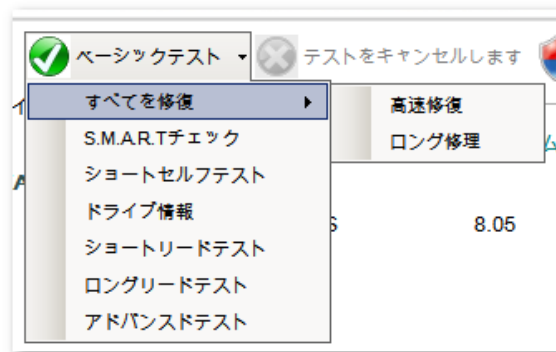 ベーシックテスト
テストをキャンセルします
すべてを修復
高速修復
S.M.A.R.Tチェック
ロング修理
ショートセルフテスト
ドライブ情報
S 8.05
ショートリードテスト
ロングリードテスト
アドバンスドテスト